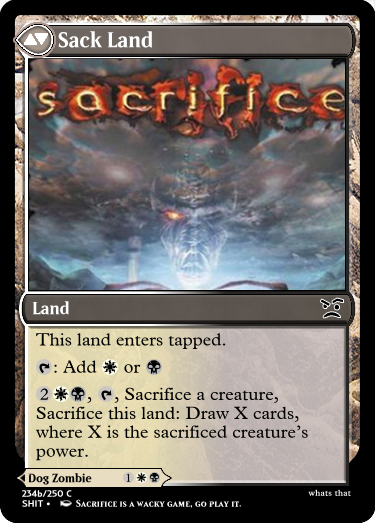 Sack Land
sacrifice
Land
This land enters tapped.
: Add or
2 , , Sacrifice a creature,
Sacrifice this land: Draw X cards,
where X is the sacrificed creature's
power.
Dog Zombie 1
234b/250 C
SHIT • SACRIFICE IS A WACKY GAME, GO PLAY IT.
whats that